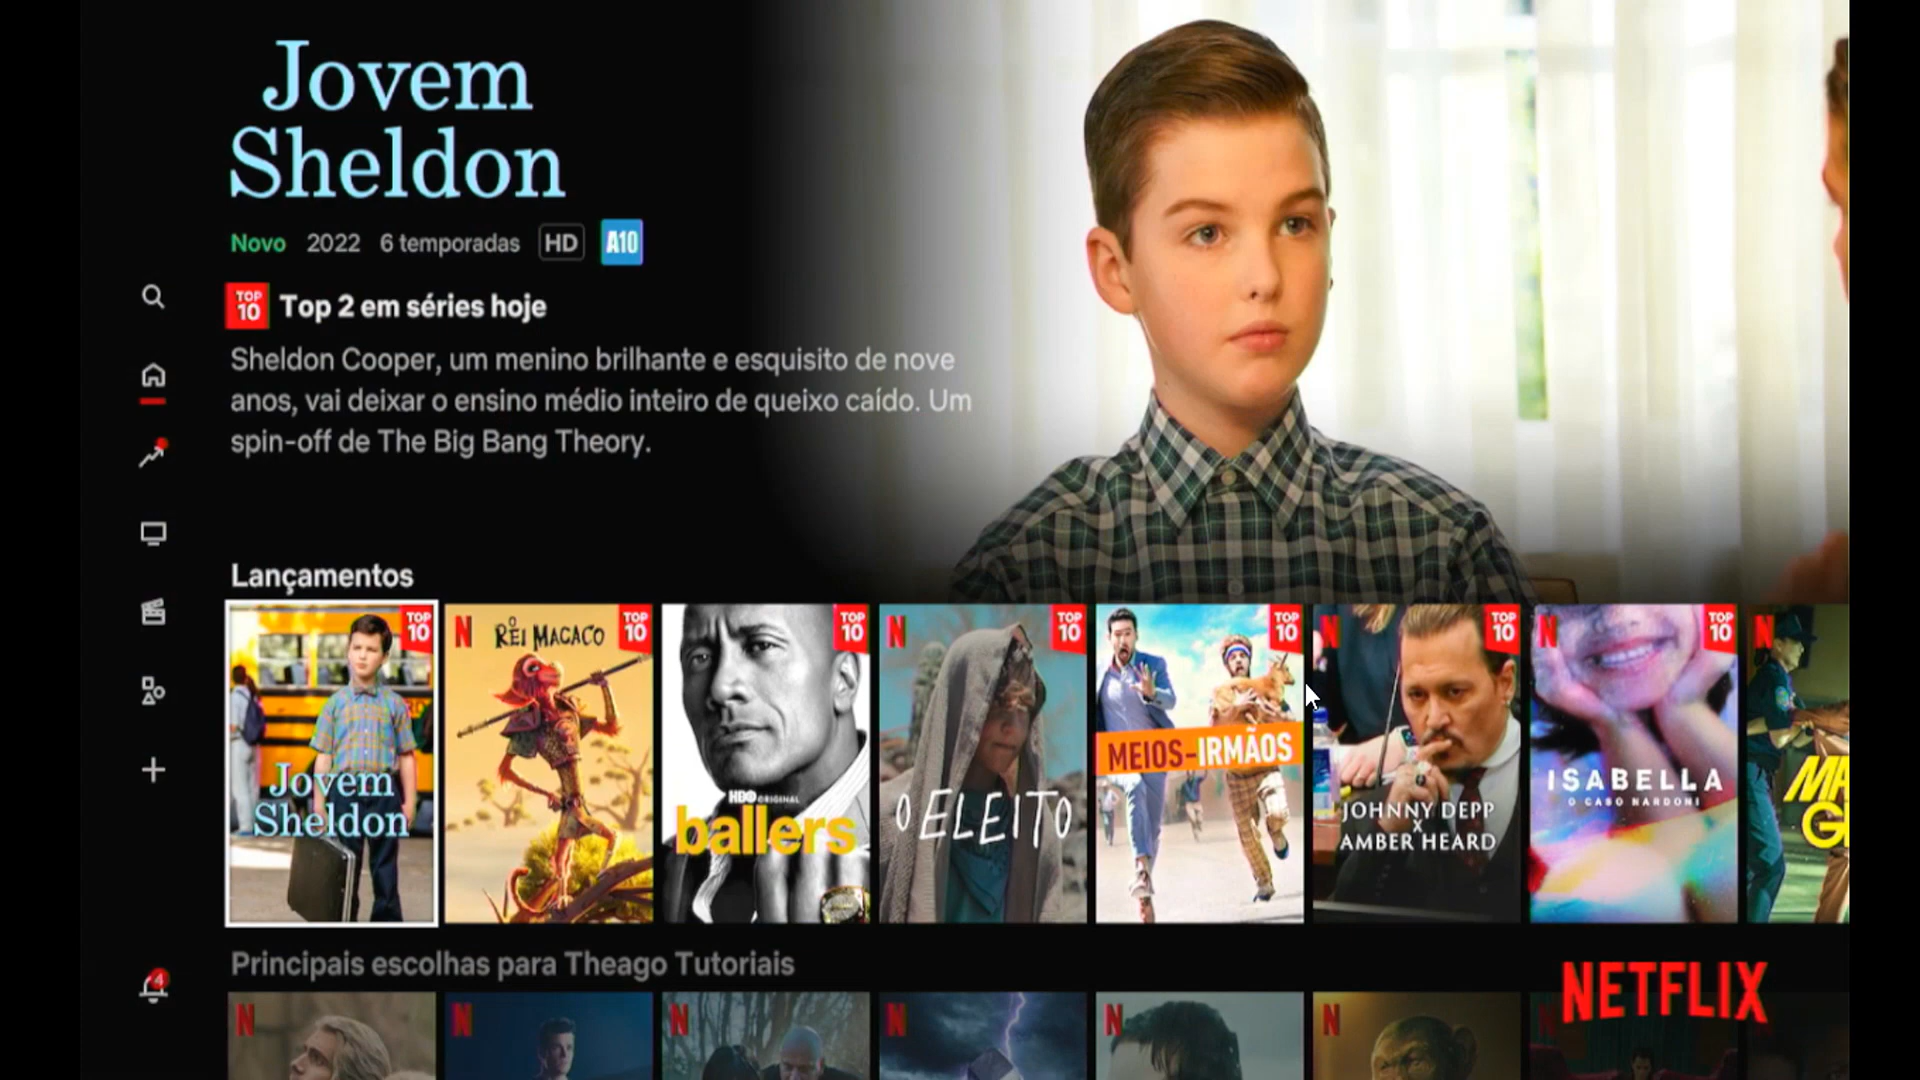 Jovem
Sheldon
Novo 2022 6 temporadas HD A10
TOP 10 Top 2 em séries hoje
Sheldon Cooper, um menino brilhante e esquisito de nove
anos, vai deixar o ensino médio inteiro de queixo caído. Um
spin-off de The Big Bang Theory.
Lançamentos
TOP 10
Jovem
Sheldon
N
O REI MACACO
TOP 10
TOP 10
HBO ORIGINAL
ballers
N
TOP 10
O ELEITO
TOP 10
MEIOS-IRMÃOS
N
TOP 10
JOHNNY DEPP
X
AMBER HEARD
N
TOP 10
ISABELLA
O CASO NARDONI
N
MA
G
4
Principais escolhas para Theago Tutoriais
N
N
N
N
N
N
NETFLIX